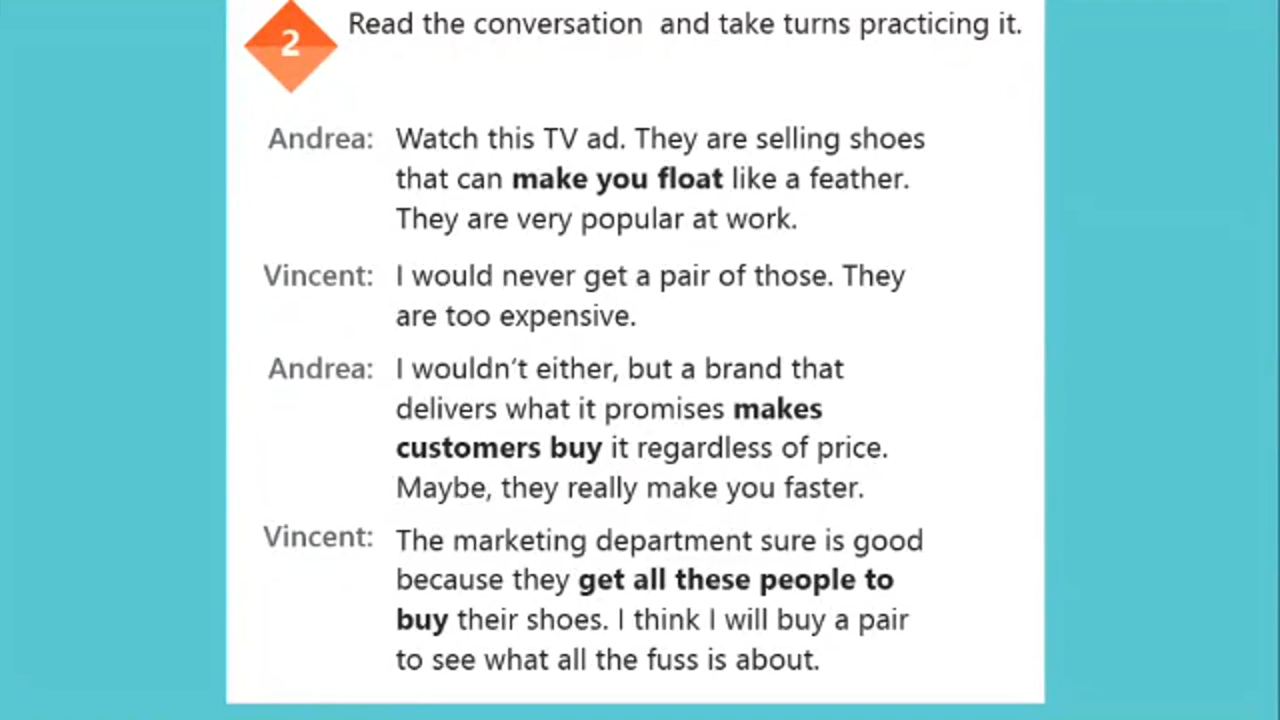 2
Read the conversation  and take turns practicing it.
Andrea: Watch this TV ad. They are selling shoes
that can make you float like a feather.
They are very popular at work.
Vincent: I would never get a pair of those. They
are too expensive.
Andrea: I wouldn't either, but a brand that
delivers what it promises makes
customers buy it regardless of price.
Maybe, they really make you faster.
Vincent: The marketing department sure is good
because they get all these people to
buy their shoes. I think I will buy a pair
to see what all the fuss is about.